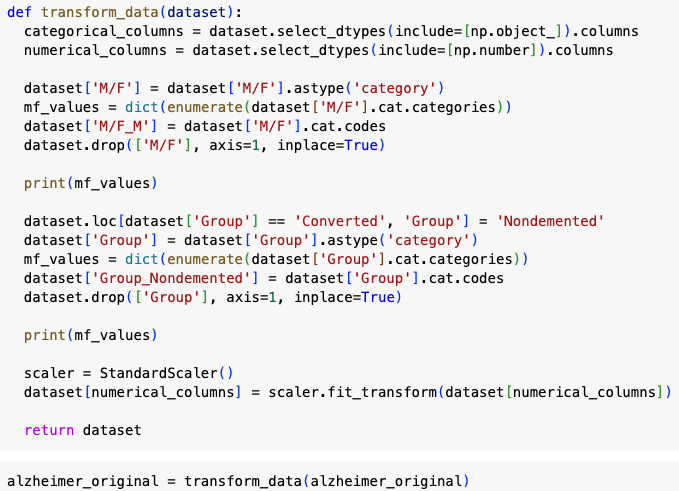 def transform_data(dataset):
  categorical_columns = dataset.select_dtypes(include=[np.object_]).columns
  numerical_columns = dataset.select_dtypes(include=[np.number]).columns

  dataset['M/F'] = dataset['M/F'].astype('category')
  mf_values = dict(enumerate(dataset['M/F'].cat.categories))
  dataset['M/F_M'] = dataset['M/F'].cat.codes
  dataset.drop(['M/F'], axis=1, inplace=True)

  print(mf_values)

  dataset.loc[dataset['Group'] == 'Converted', 'Group'] = 'Nondemented'
  dataset['Group'] = dataset['Group'].astype('category')
  mf_values = dict(enumerate(dataset['Group'].cat.categories))
  dataset['Group_Nondemented'] = dataset['Group'].cat.codes
  dataset.drop(['Group'], axis=1, inplace=True)

  print(mf_values)

  scaler = StandardScaler()
  dataset[numerical_columns] = scaler.fit_transform(dataset[numerical_columns])

  return dataset

alzheimer_original = transform_data(alzheimer_original)